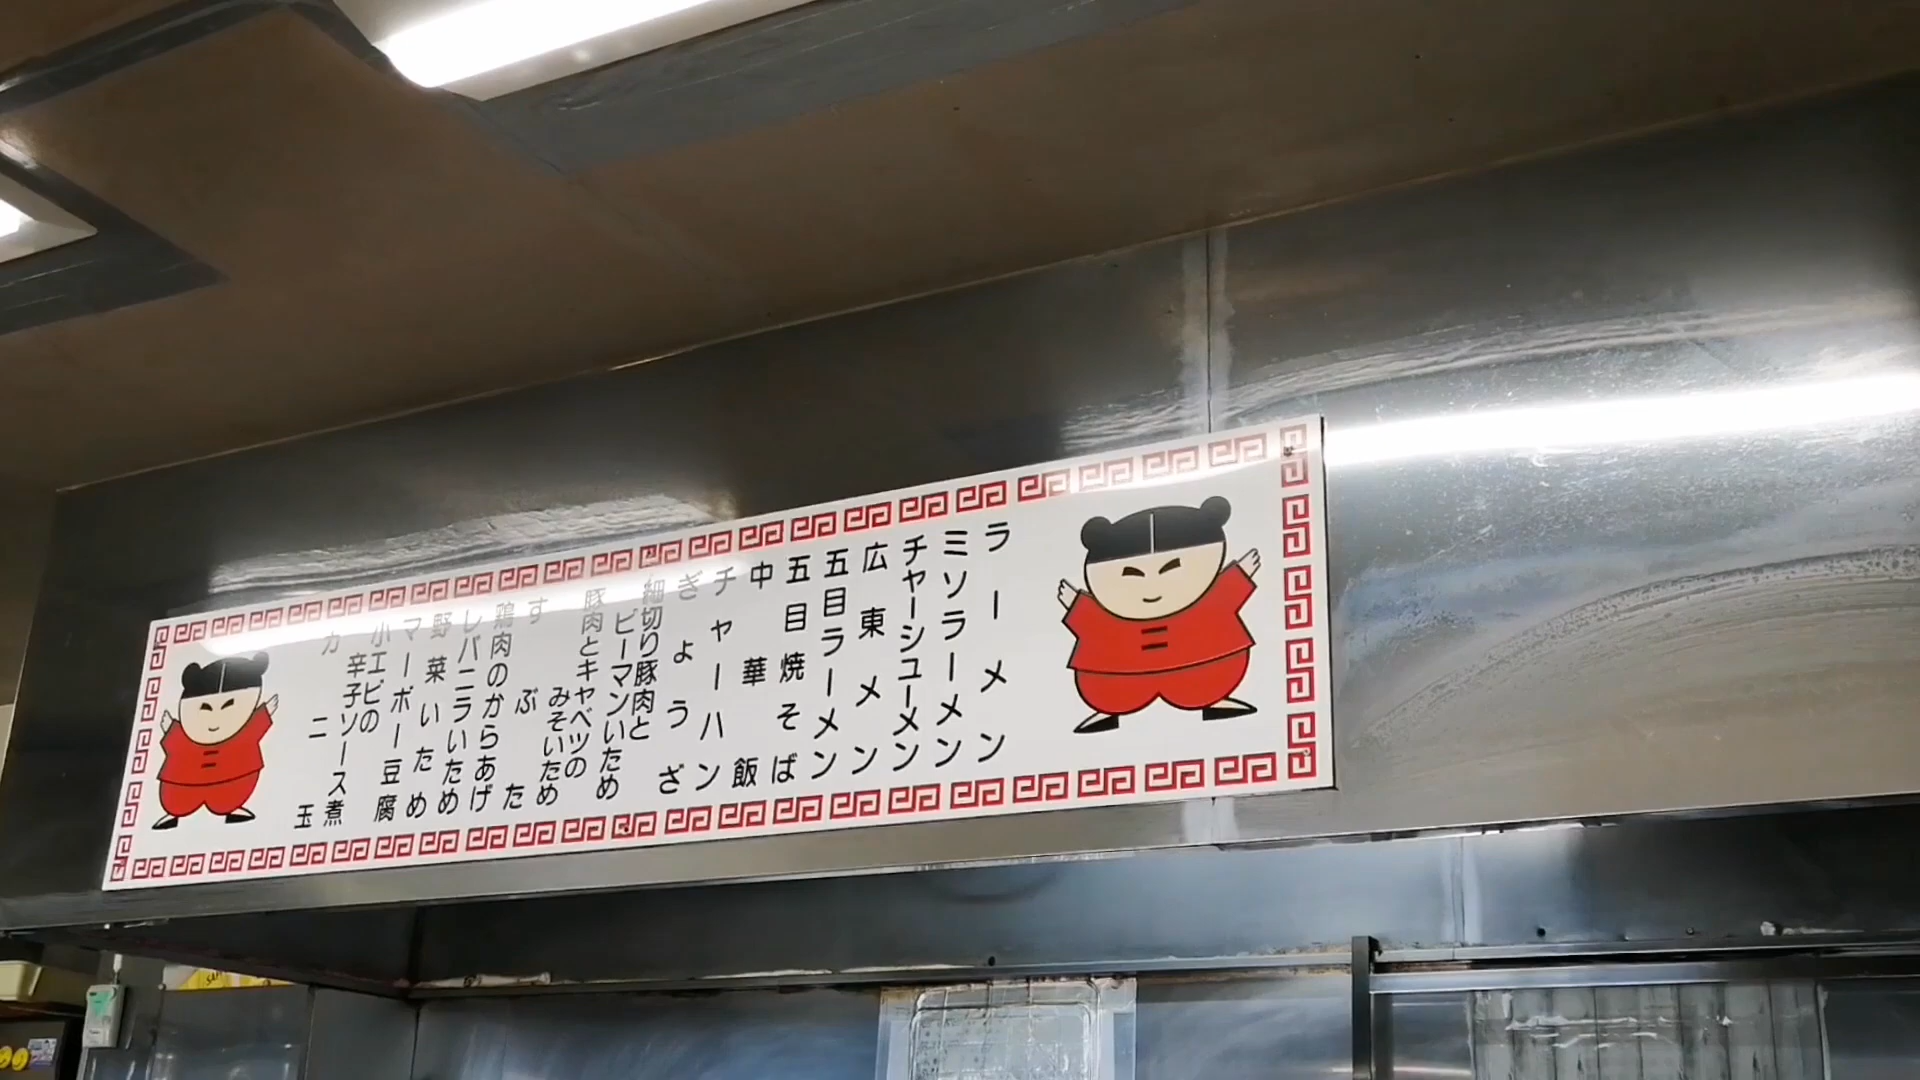 ラーメン
ミソラーメン
チャーシューメン
広東メン
五目ラーメン
五目焼そば
中華飯
チャーハン
ぎょうざ
細切り豚肉と
ピーマンいため
豚肉とキャベツの
みそいため
すぶた
鶏肉のからあげ
レバニラいため
野菜いため
マーボー豆腐
小エビの
辛子ソース煮
カニ玉